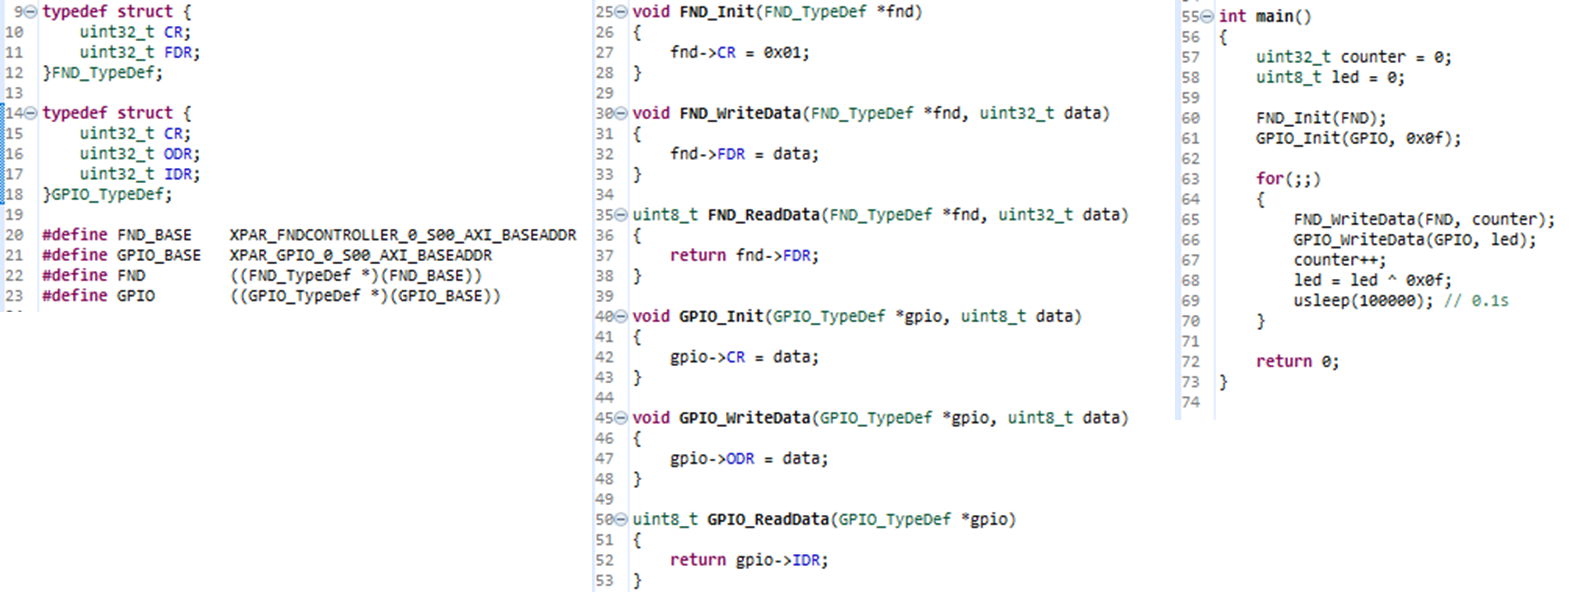 9 typedef struct {
10     uint32_t CR;
11     uint32_t FDR;
12 }FND_TypeDef;
13
14 typedef struct {
15     uint32_t CR;
16     uint32_t ODR;
17     uint32_t IDR;
18 }GPIO_TypeDef;
19
20 #define FND_BASE    XPAR_FNDCONTROLLER_0_S00_AXI_BASEADDR
21 #define GPIO_BASE   XPAR_GPIO_0_S00_AXI_BASEADDR
22 #define FND         ((FND_TypeDef *)(FND_BASE))
23 #define GPIO        ((GPIO_TypeDef *)(GPIO_BASE))
25 void FND_Init(FND_TypeDef *fnd)
26 {
27     fnd->CR = 0x01;
28 }
29
30 void FND_WriteData(FND_TypeDef *fnd, uint32_t data)
31 {
32     fnd->FDR = data;
33 }
34
35 uint8_t FND_ReadData(FND_TypeDef *fnd, uint32_t data)
36 {
37     return fnd->FDR;
38 }
39
40 void GPIO_Init(GPIO_TypeDef *gpio, uint8_t data)
41 {
42     gpio->CR = data;
43 }
44
45 void GPIO_WriteData(GPIO_TypeDef *gpio, uint8_t data)
46 {
47     gpio->ODR = data;
48 }
49
50 uint8_t GPIO_ReadData(GPIO_TypeDef *gpio)
51 {
52     return gpio->IDR;
53 }
55 int main()
56 {
57     uint32_t counter = 0;
58     uint8_t led = 0;
59
60     FND_Init(FND);
61     GPIO_Init(GPIO, 0x0f);
62
63     for(;;)
64     {
65         FND_WriteData(FND, counter);
66         GPIO_WriteData(GPIO, led);
67         counter++;
68         led = led ^ 0x0f;
69         usleep(100000); // 0.1s
70     }
71
72     return 0;
73 }
74